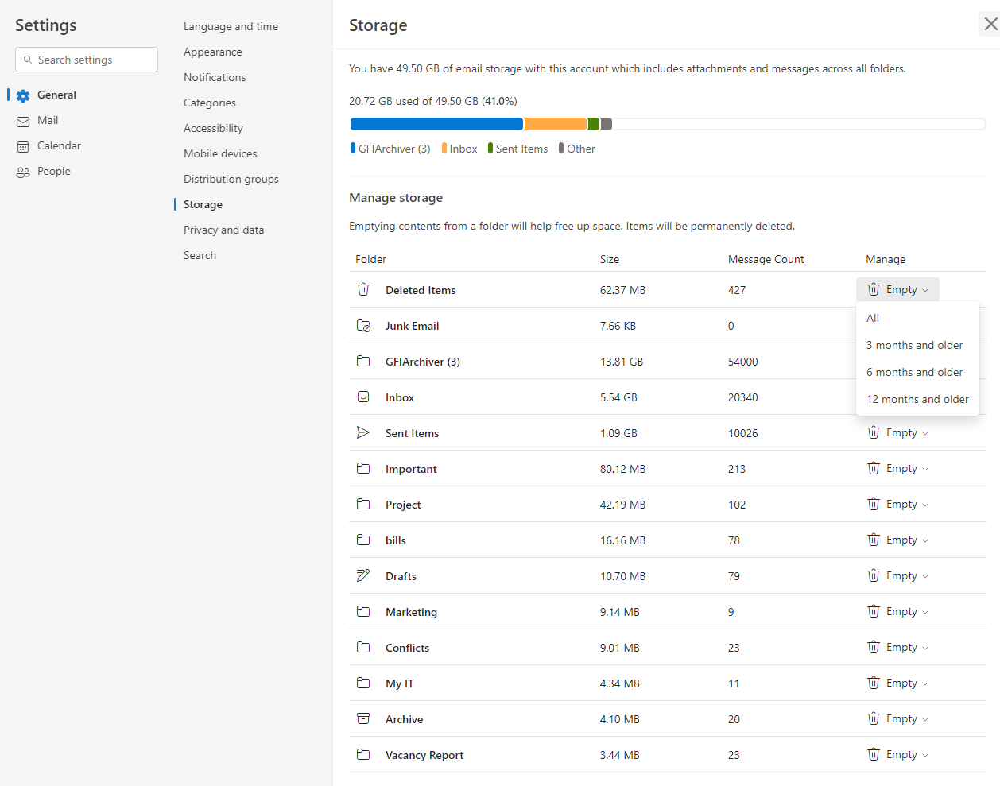 Settings
Search settings
General
Mail
Calendar
People
Language and time
Appearance
Notifications
Categories
Accessibility
Mobile devices
Distribution groups
Storage
Privacy and data
Search
Storage
You have 49.50 GB of email storage with this account which includes attachments and messages across all folders.
20.72 GB used of 49.50 GB (41.0%)
GFIArchiver (3) Inbox Sent Items Other
Manage storage
Emptying contents from a folder will help free up space. Items will be permanently deleted.
Folder Size Message Count Manage
Deleted Items 62.37 MB 427 Empty
Junk Email 7.66 KB 0
GFIArchiver (3) 13.81 GB 54000
Inbox 5.54 GB 20340
All
3 months and older
6 months and older
12 months and older
Sent Items 1.09 GB 10026 Empty
Important 80.12 MB 213 Empty
Project 42.19 MB 102 Empty
bills 16.16 MB 78 Empty
Drafts 10.70 MB 79 Empty
Marketing 9.14 MB 9 Empty
Conflicts 9.01 MB 23 Empty
My IT 4.34 MB 11 Empty
Archive 4.10 MB 20 Empty
Vacancy Report 3.44 MB 23 Empty